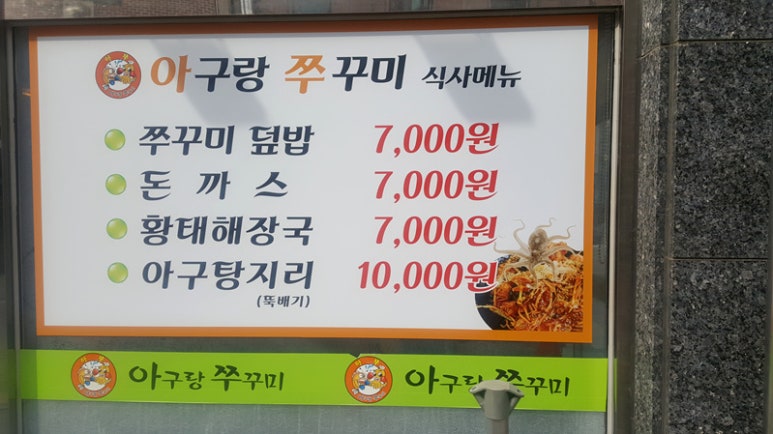 아구랑 쭈꾸미 식사메뉴
쭈꾸미 덮밥 7,000원
돈 까 스 7,000원
황태해장국 7,000원
아구탕지리 10,000원
(뚝배기)
아구랑 쭈꾸미 아구랑 쭈꾸미